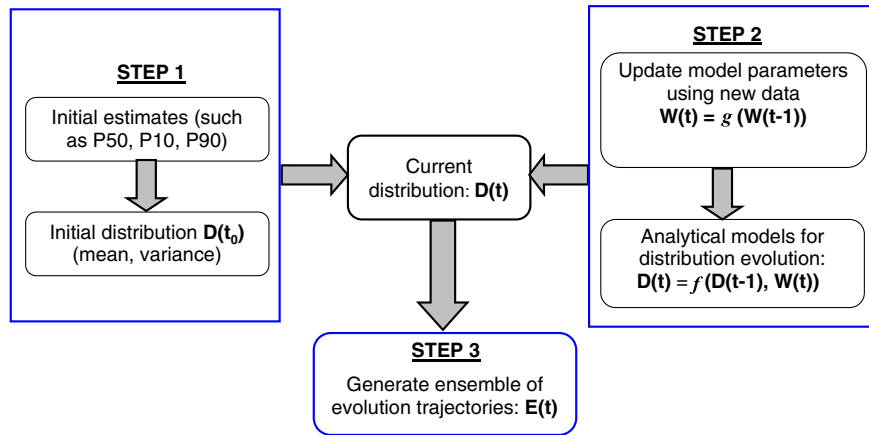 STEP 1
Initial estimates (such
as P50, P10, P90)
Initial distribution D(t₀)
(mean, variance)
Current
distribution: D(t)
STEP 2
Update model parameters
using new data
W(t) = g (W(t-1))
Analytical models for
distribution evolution:
D(t) = f (D(t-1), W(t))
STEP 3
Generate ensemble of
evolution trajectories: E(t)